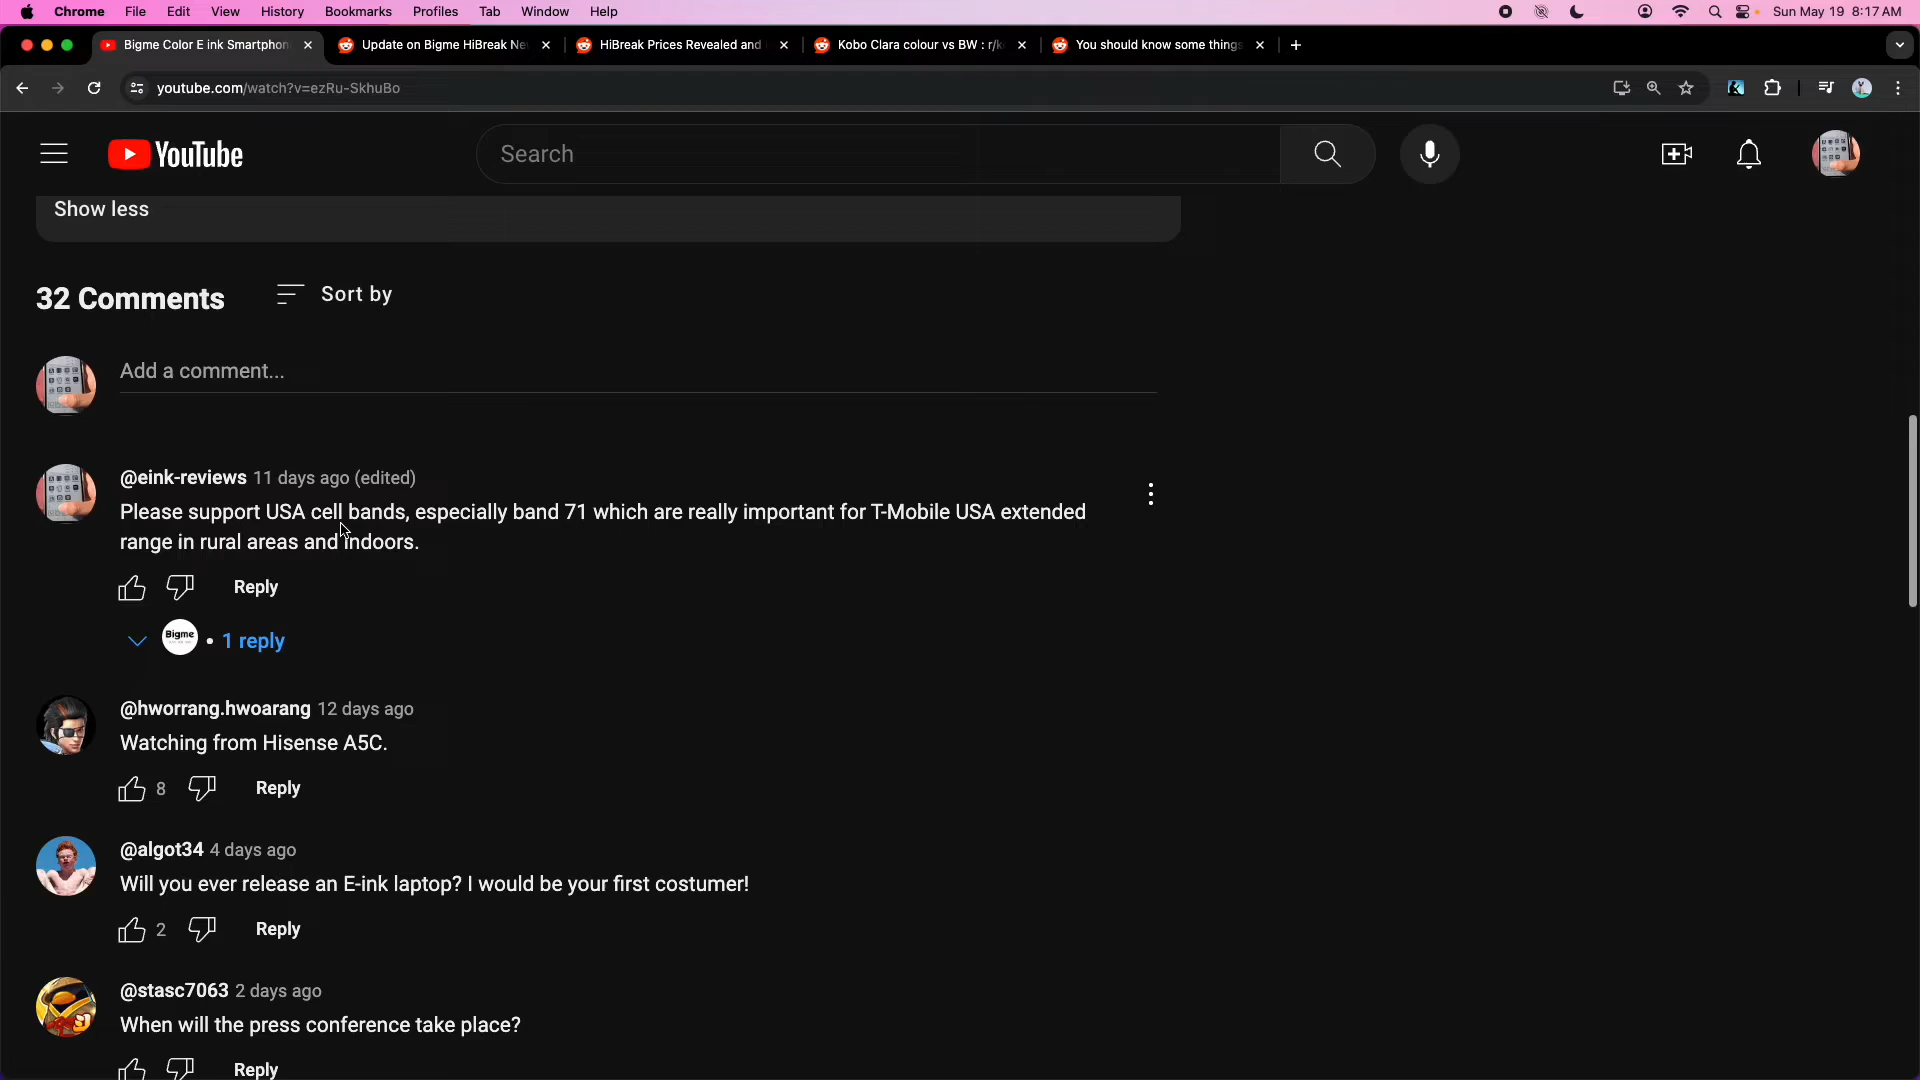 Chrome File Edit View History Bookmarks Profiles Tab Window Help Sun May 19 8:17 AM
Bigme Color E ink Smartphon Update on Bigme HiBreak Ne HiBreak Prices Revealed and Kobo Clara colour vs BW : r/k You should know some things
youtube.com/watch?v=ezRu-SkhuBo
YouTube Search
Show less
32 Comments Sort by
Add a comment...
@eink-reviews 11 days ago (edited)
Please support USA cell bands, especially band 71 which are really important for T-Mobile USA extended
range in rural areas and indoors.
Reply
Bigme • 1 reply
@hworrang.hwoarang 12 days ago
Watching from Hisense A5C.
8 Reply
@algot34 4 days ago
Will you ever release an E-ink laptop? I would be your first costumer!
2 Reply
@stasc7063 2 days ago
When will the press conference take place?
Reply